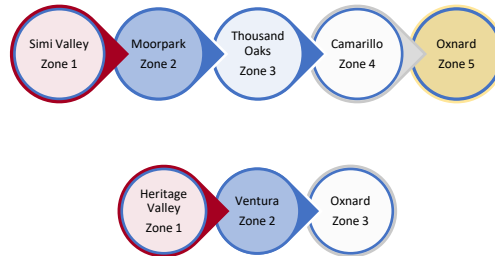 Simi Valley
Zone 1
Moorpark
Zone 2
Thousand
Oaks
Zone 3
Camarillo
Zone 4
Oxnard
Zone 5
Heritage
Valley
Zone 1
Ventura
Zone 2
Oxnard
Zone 3